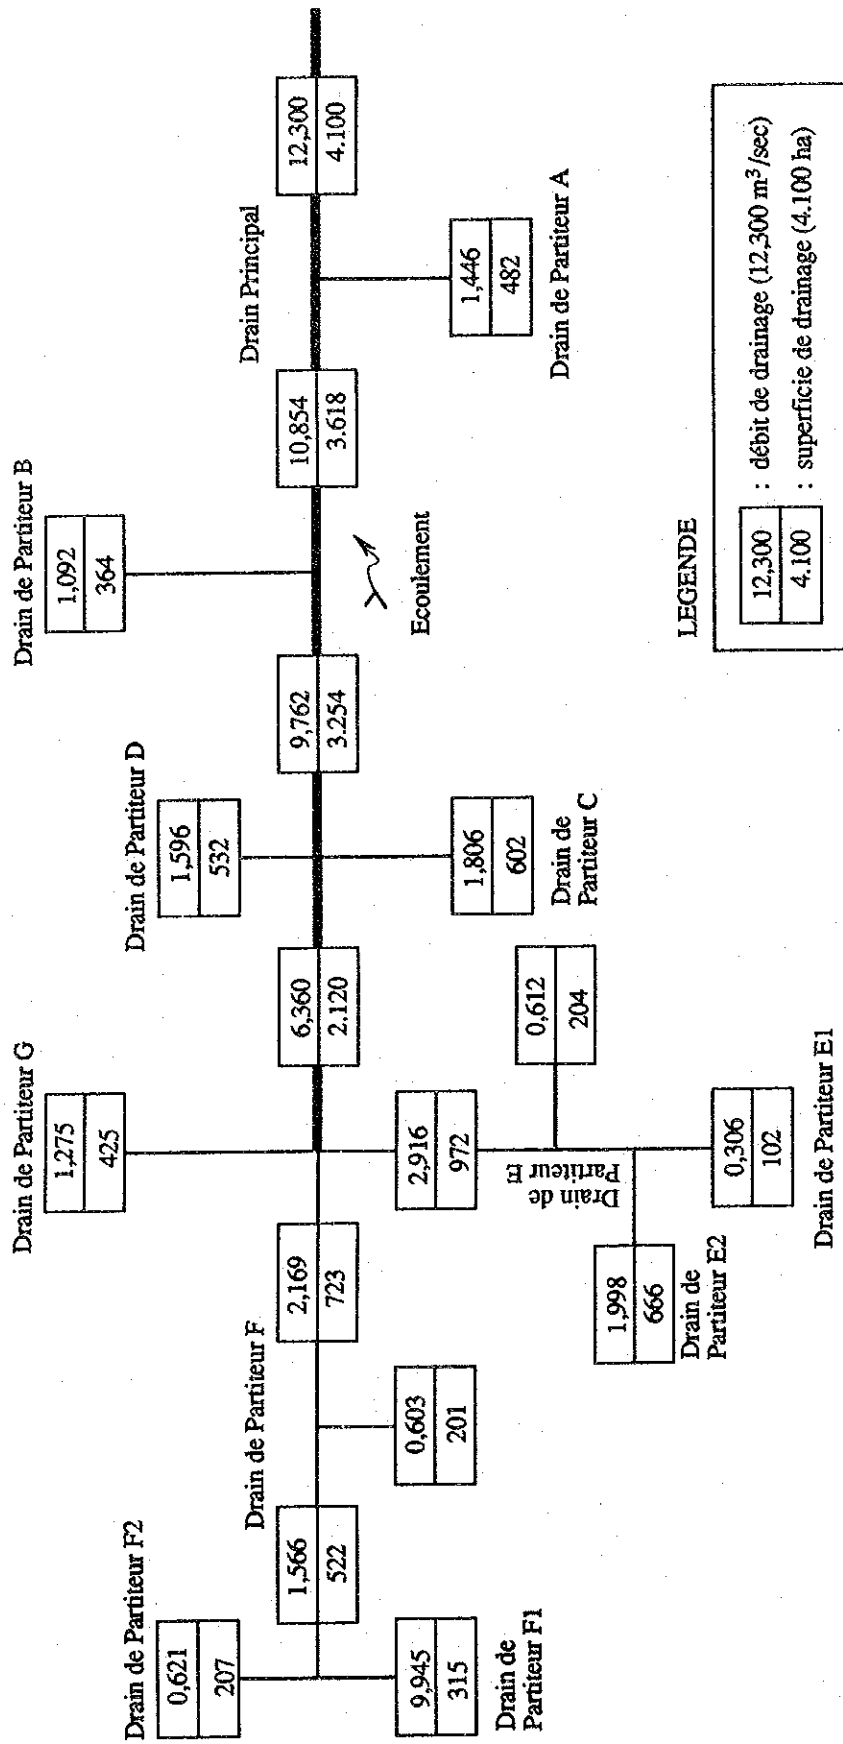 Drain de Partiteur F2
0,621
207
9,945
315
Drain de
Partiteur F1
1,566
522
Drain de Partiteur F
0,603
201
2,169
723
Drain de Partiteur G
1,275
425
2,916
972
Drain de
Partiteur E
1,998
666
Drain de
Partiteur E2
0,306
102
Drain de Partiteur E1
0,612
204
6,360
2.120
Drain de Partiteur D
1,596
532
1,806
602
Drain de
Partiteur C
9,762
3.254
Drain de Partiteur B
1,092
364
Ecoulement
10,854
3.618
Drain Principal
1,446
482
Drain de Partiteur A
12,300
4.100
LEGENDE
12,300 : débit de drainage (12,300 m³/sec)
4.100 : superficie de drainage (4.100 ha)